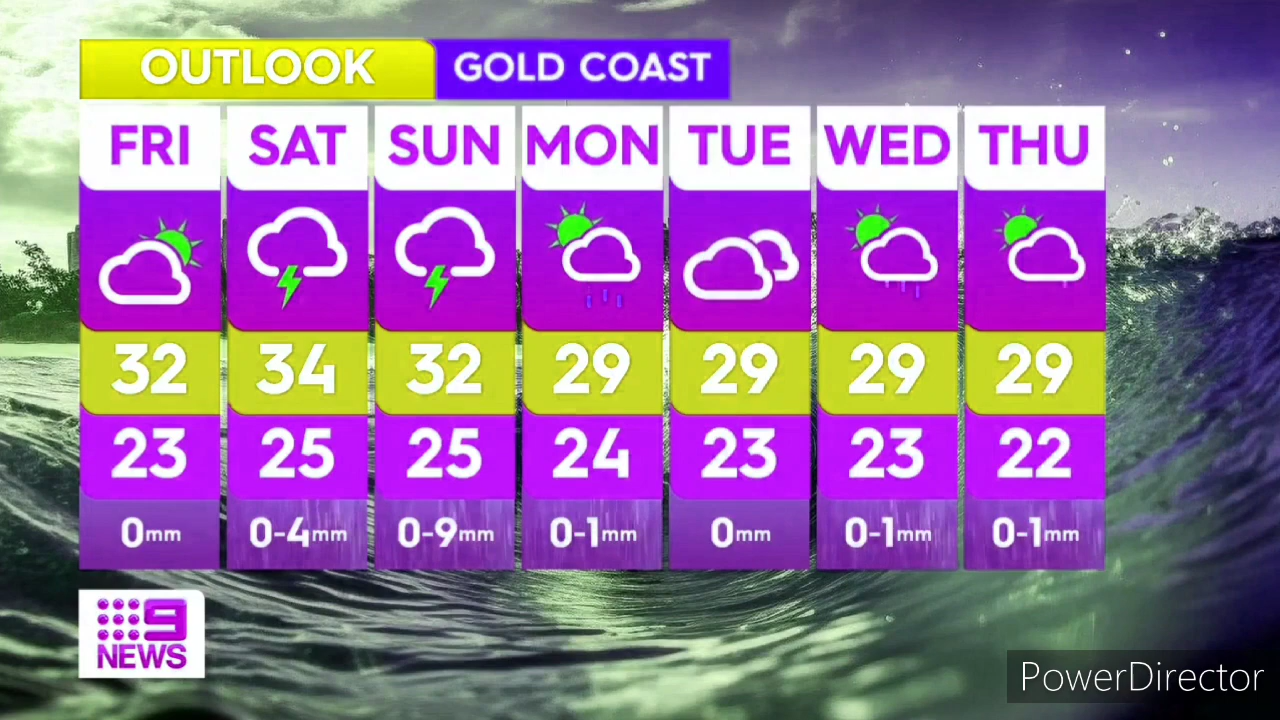 OUTLOOK GOLD COAST
FRI SAT SUN MON TUE WED THU
32 34 32 29 29 29 29
23 25 25 24 23 23 22
0mm 0-4mm 0-9mm 0-1mm 0mm 0-1mm 0-1mm
9
NEWS
PowerDirector